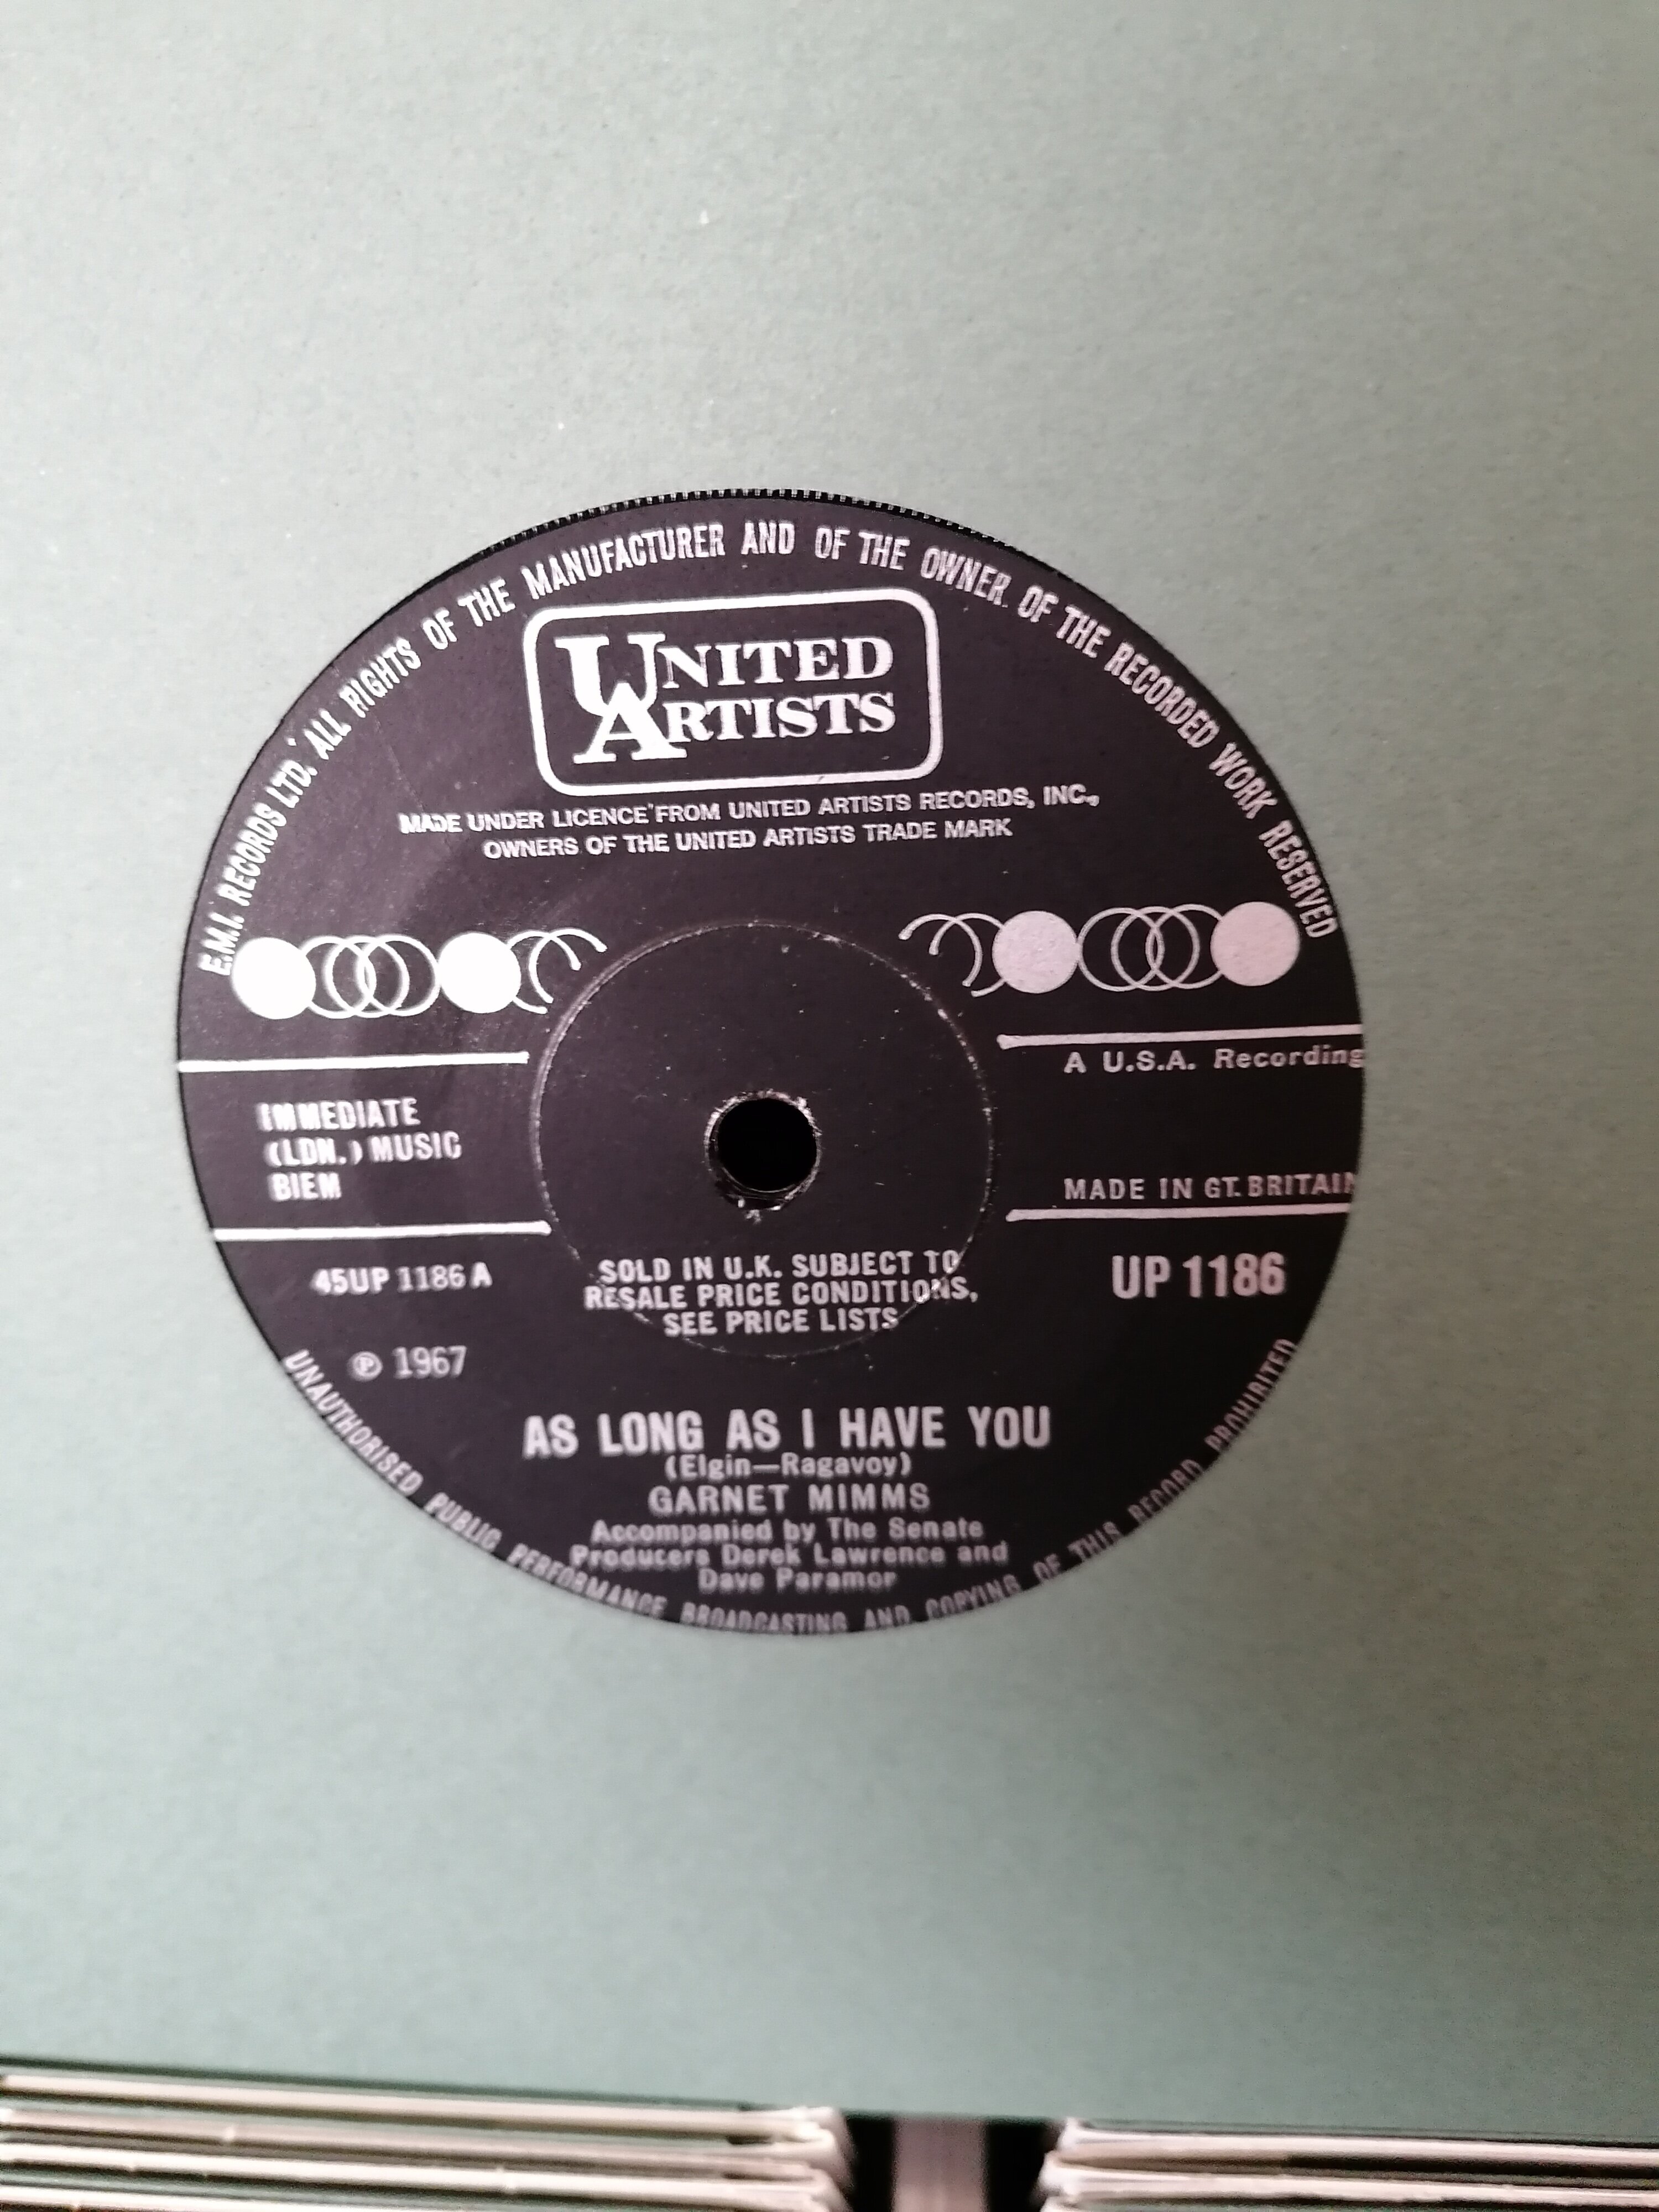 E.M.I. RECORDS LTD. ALL RIGHTS OF THE MANUFACTURER AND OF THE OWNER OF THE RECORDED WORK RESERVED
UNITED
ARTISTS
MADE UNDER LICENCE FROM UNITED ARTISTS RECORDS, INC.,
OWNERS OF THE UNITED ARTISTS TRADE MARK
A U.S.A. Recording
IMMEDIATE
(LDN.) MUSIC
BIEM
MADE IN GT. BRITAIN
45UP 1186 A
SOLD IN U.K. SUBJECT TO
RESALE PRICE CONDITIONS,
SEE PRICE LISTS
UP 1186
Ⓟ 1967
AS LONG AS I HAVE YOU
(Elgin—Ragavoy)
GARNET MIMMS
Accompanied by The Senate
Producers Derek Lawrence and
Dave Paramor
UNAUTHORISED PUBLIC PERFORMANCE BROADCASTING AND COPYING OF THIS RECORD PROHIBITED